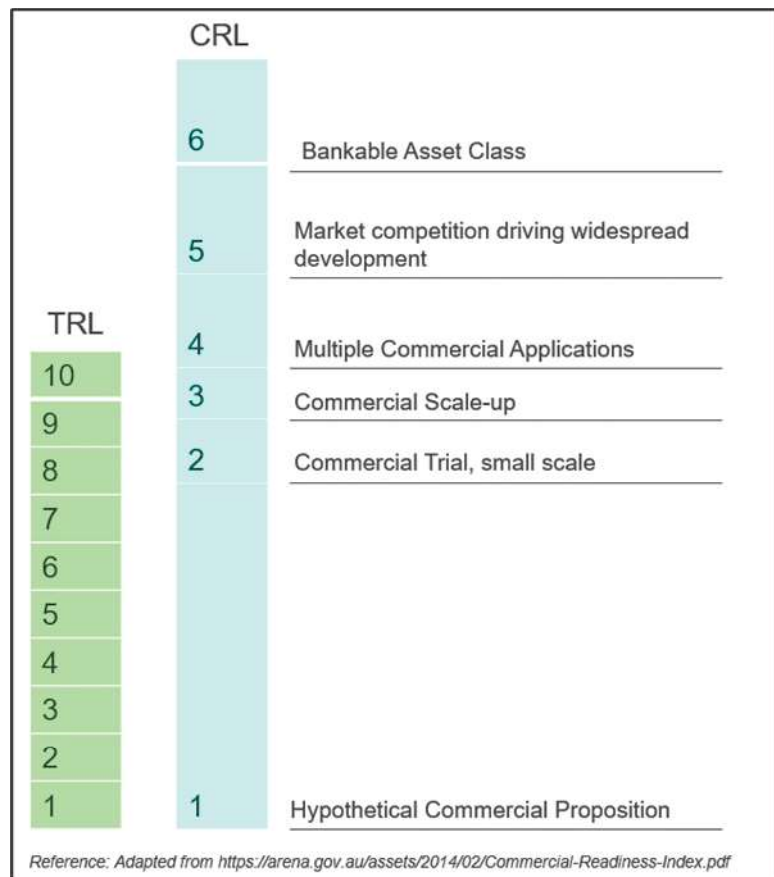 CRL
6
Bankable Asset Class
5
Market competition driving widespread
development
TRL
4
Multiple Commercial Applications
10
3
Commercial Scale-up
9
2
Commercial Trial, small scale
8
7
6
5
4
3
2
1
1
Hypothetical Commercial Proposition
Reference: Adapted from https://arena.gov.au/assets/2014/02/Commercial-Readiness-Index.pdf